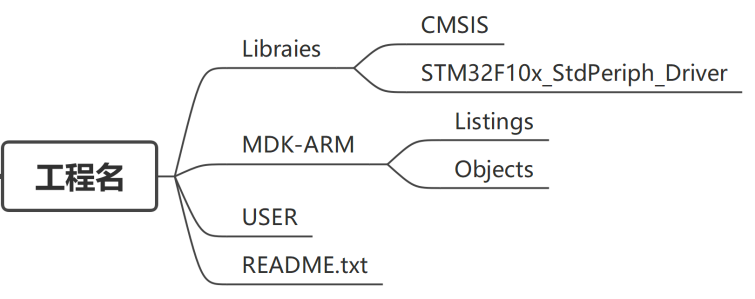 工程名
Libraies
CMSIS
STM32F10x_StdPeriph_Driver
MDK-ARM
Listings
Objects
USER
README.txt